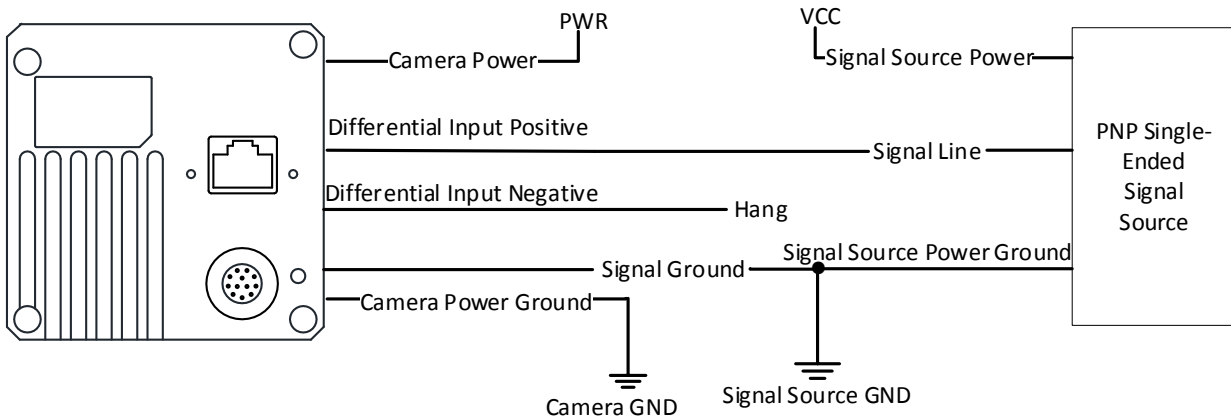 PWR
VCC
Camera Power
Signal Source Power
Differential Input Positive
Signal Line
PNP Single-
Ended
Signal
Source
Differential Input Negative
Hang
Signal Source Power Ground
Signal Ground
Camera Power Ground
Camera GND
Signal Source GND